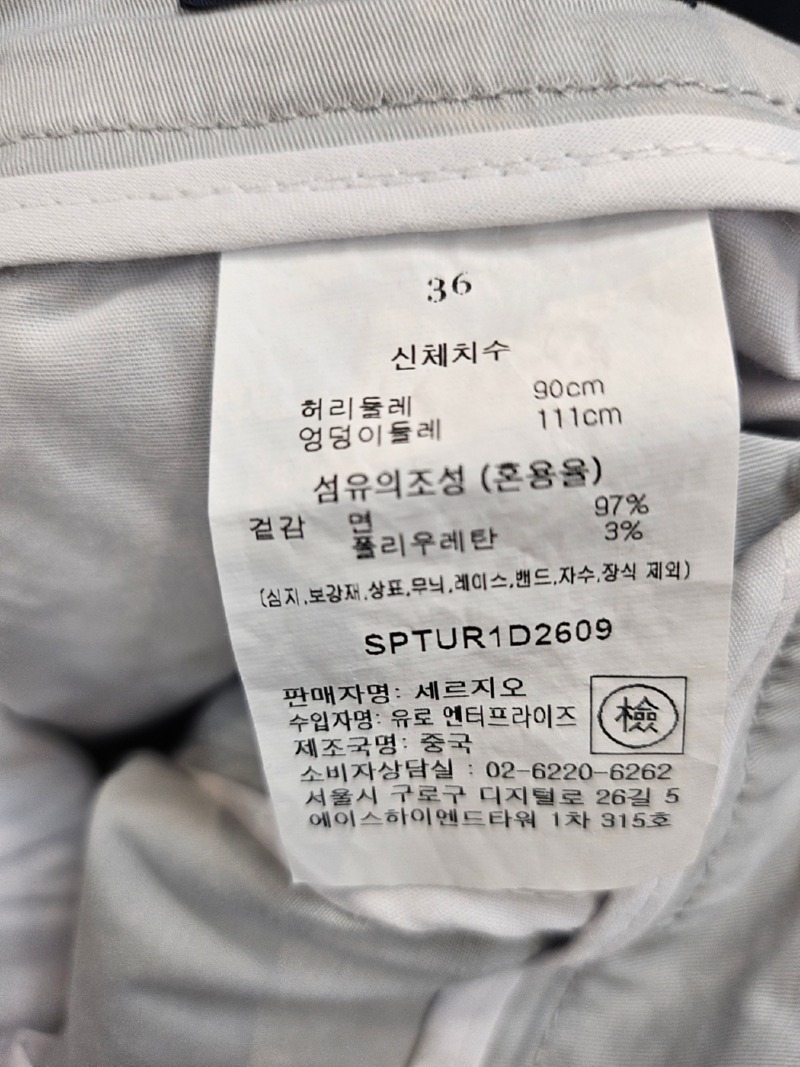 36
신체치수
허리둘레 90cm
엉덩이둘레 111cm
섬유의조성 (혼용율)
겉감 면 97%
폴리우레탄 3%
(심지,보강재,상표,무늬,레이스,밴드,자수,장식 제외)
SPTUR1D2609
판매자명: 세르지오
수입자명: 유로 엔터프라이즈
제조국명: 중국
檢
소비자상담실 : 02-6220-6262
서울시 구로구 디지털로 26길 5
에이스하이엔드타워 1차 315호